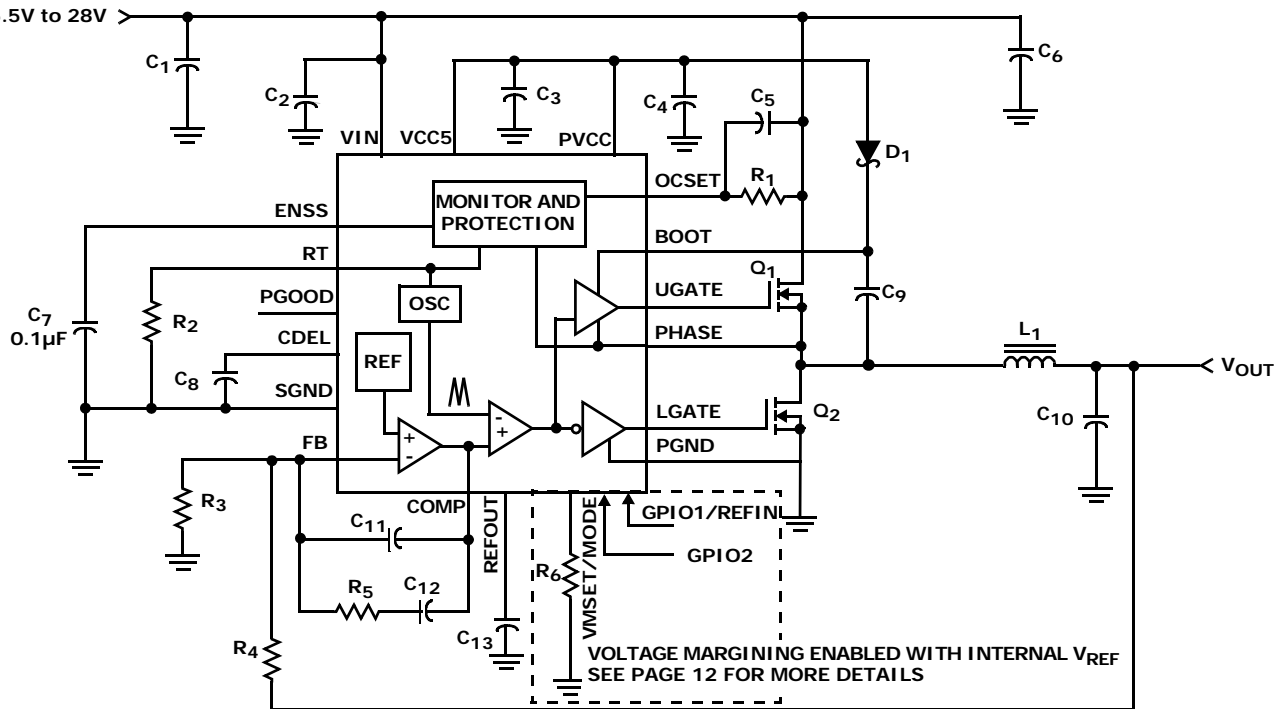 .5V to 28V
C1
C2
C3
C4
C5
C6
VIN
VCC5
PVCC
D1
OCSET
R1
MONITOR AND
PROTECTION
ENSS
BOOT
RT
Q1
UGATE
C9
OSC
PGOOD
C7
0.1µF
R2
PHASE
L1
CDEL
REF
VOUT
C8
SGND
LGATE
Q2
C10
+
-
-
+
FB
PGND
R3
COMP
REFOUT
VMSET/MODE
GPIO1/REFIN
C11
GPIO2
R6
R5
C12
C13
R4
VOLTAGE MARGINING ENABLED WITH INTERNAL VREF
SEE PAGE 12 FOR MORE DETAILS